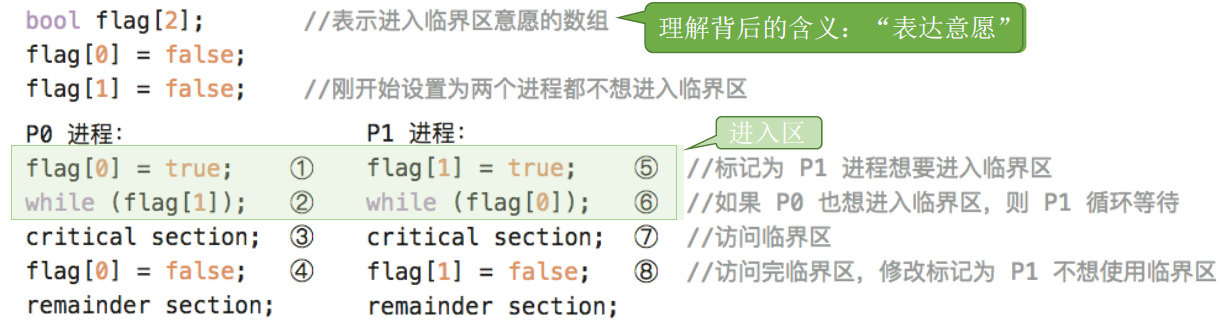 bool flag[2]; //表示进入临界区意愿的数组
理解背后的含义：“表达意愿”
flag[0] = false;
flag[1] = false; //刚开始设置为两个进程都不想进入临界区
P0 进程： P1 进程：
进入区
flag[0] = true; ① flag[1] = true; ⑤ //标记为 P1 进程想要进入临界区
while (flag[1]); ② while (flag[0]); ⑥ //如果 P0 也想进入临界区，则 P1 循环等待
critical section; ③ critical section; ⑦ //访问临界区
flag[0] = false; ④ flag[1] = false; ⑧ //访问完临界区，修改标记为 P1 不想使用临界区
remainder section; remainder section;